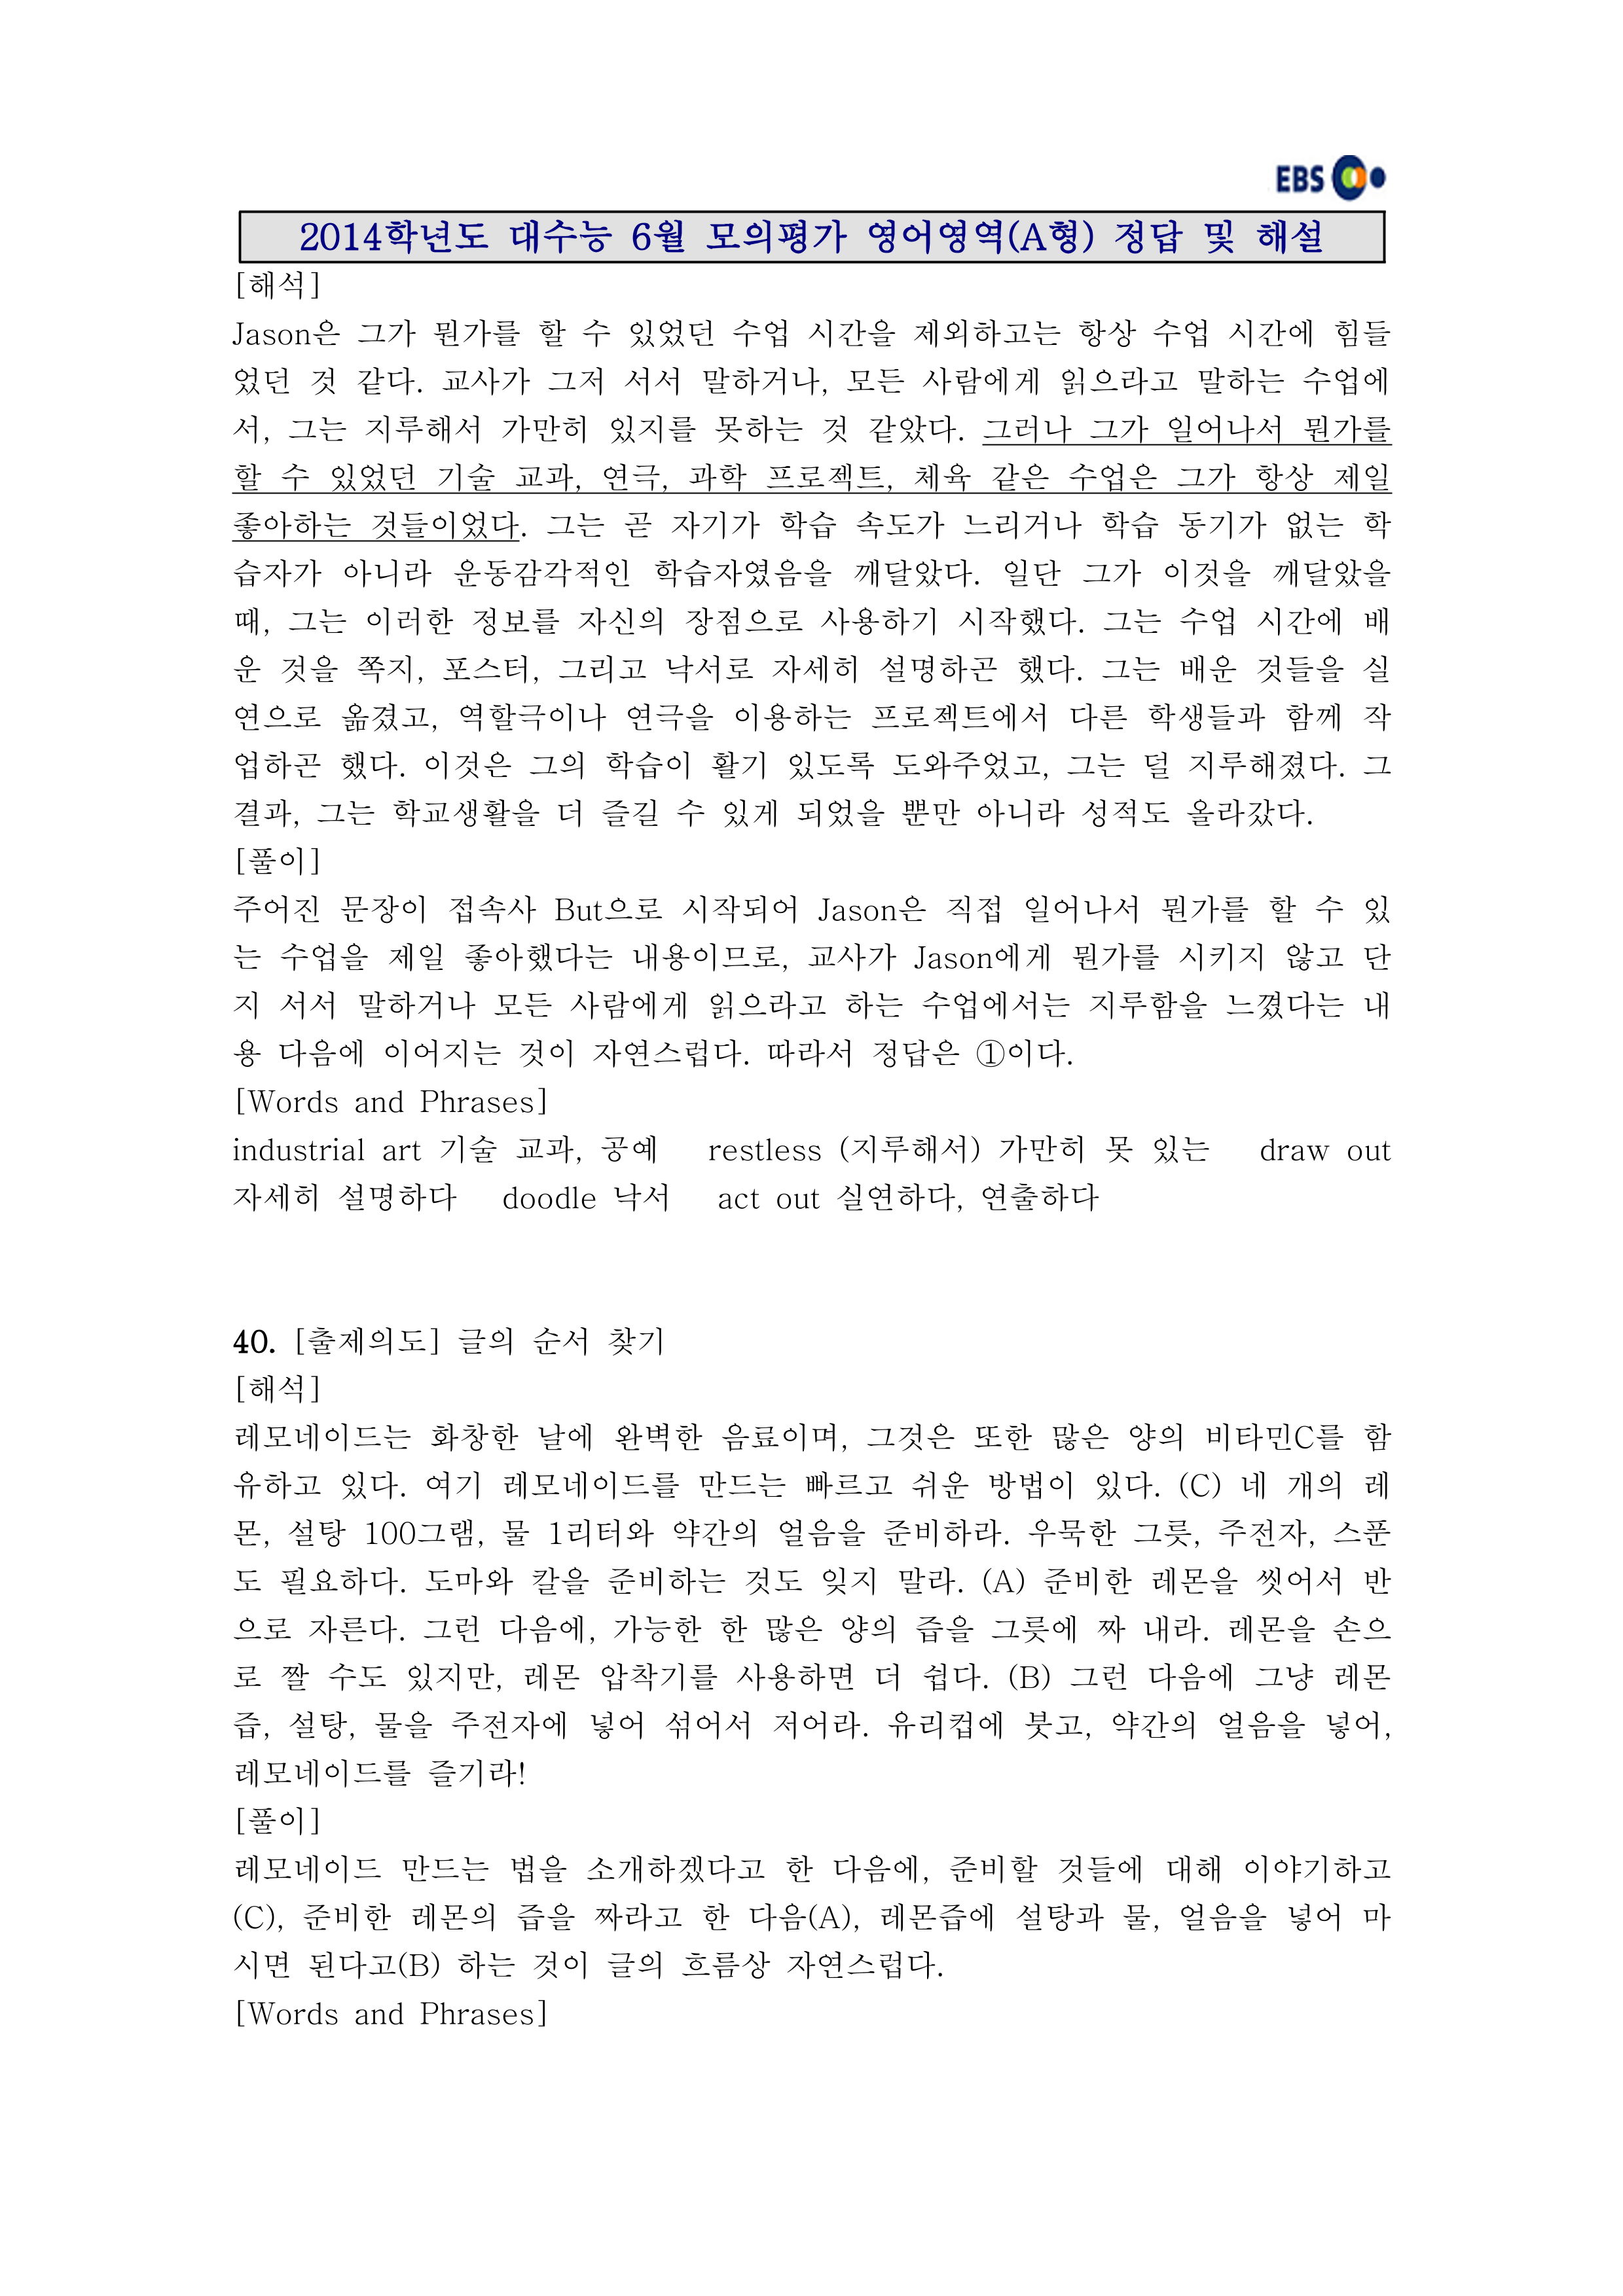 EBS
2014학년도 대수능 6월 모의평가 영어영역(A형) 정답 및 해설
[해석]
Jason은 그가 뭔가를 할 수 있었던 수업 시간을 제외하고는 항상 수업 시간에 힘들
었던 것 같다. 교사가 그저 서서 말하거나, 모든 사람에게 읽으라고 말하는 수업에
서, 그는 지루해서 가만히 있지를 못하는 것 같았다. 그러나 그가 일어나서 뭔가를
할 수 있었던 기술 교과, 연극, 과학 프로젝트, 체육 같은 수업은 그가 항상 제일
좋아하는 것들이었다. 그는 곧 자기가 학습 속도가 느리거나 학습 동기가 없는 학
습자가 아니라 운동감각적인 학습자였음을 깨달았다. 일단 그가 이것을 깨달았을
때, 그는 이러한 정보를 자신의 장점으로 사용하기 시작했다. 그는 수업 시간에 배
운 것을 쪽지, 포스터, 그리고 낙서로 자세히 설명하곤 했다. 그는 배운 것들을 실
연으로 옮겼고, 역할극이나 연극을 이용하는 프로젝트에서 다른 학생들과 함께 작
업하곤 했다. 이것은 그의 학습이 활기 있도록 도와주었고, 그는 덜 지루해졌다. 그
결과, 그는 학교생활을 더 즐길 수 있게 되었을 뿐만 아니라 성적도 올라갔다.
[풀이]
주어진 문장이 접속사 But으로 시작되어 Jason은 직접 일어나서 뭔가를 할 수 있
는 수업을 제일 좋아했다는 내용이므로, 교사가 Jason에게 뭔가를 시키지 않고 단
지 서서 말하거나 모든 사람에게 읽으라고 하는 수업에서는 지루함을 느꼈다는 내
용 다음에 이어지는 것이 자연스럽다. 따라서 정답은 ①이다.
[Words and Phrases]
industrial art 기술 교과, 공예 restless (지루해서) 가만히 못 있는 draw out
자세히 설명하다 doodle 낙서 act out 실연하다, 연출하다
40. [출제의도] 글의 순서 찾기
[해석]
레모네이드는 화창한 날에 완벽한 음료이며, 그것은 또한 많은 양의 비타민C를 함
유하고 있다. 여기 레모네이드를 만드는 빠르고 쉬운 방법이 있다. (C) 네 개의 레
몬, 설탕 100그램, 물 1리터와 약간의 얼음을 준비하라. 우묵한 그릇, 주전자, 스푼
도 필요하다. 도마와 칼을 준비하는 것도 잊지 말라. (A) 준비한 레몬을 씻어서 반
으로 자른다. 그런 다음에, 가능한 한 많은 양의 즙을 그릇에 짜 내라. 레몬을 손으
로 짤 수도 있지만, 레몬 압착기를 사용하면 더 쉽다. (B) 그런 다음에 그냥 레몬
즙, 설탕, 물을 주전자에 넣어 섞어서 저어라. 유리컵에 붓고, 약간의 얼음을 넣어,
레모네이드를 즐기라!
[풀이]
레모네이드 만드는 법을 소개하겠다고 한 다음에, 준비할 것들에 대해 이야기하고
(C), 준비한 레몬의 즙을 짜라고 한 다음(A), 레몬즙에 설탕과 물, 얼음을 넣어 마
시면 된다고(B) 하는 것이 글의 흐름상 자연스럽다.
[Words and Phrases]